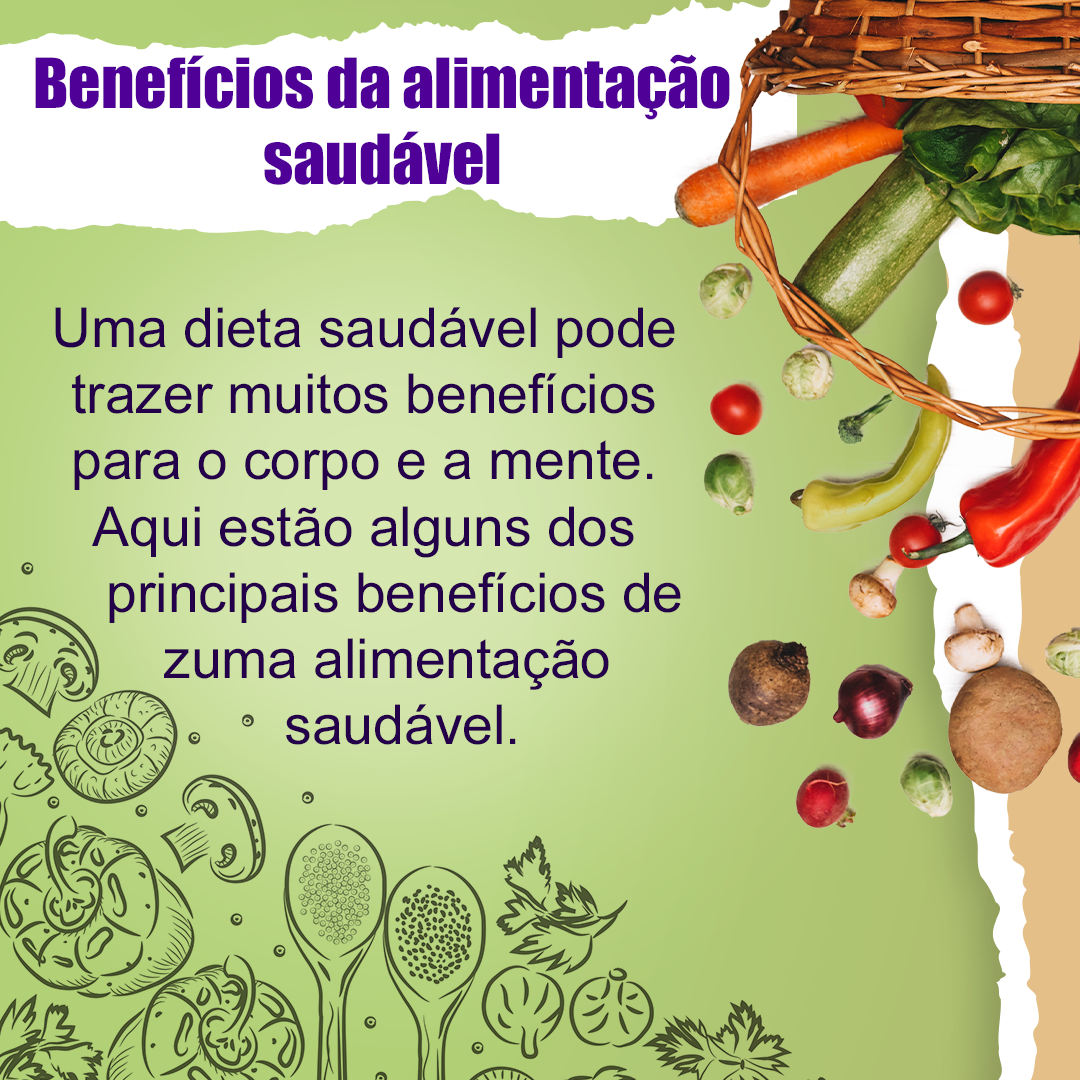 Benefícios da alimentação
saudável
Uma dieta saudável pode
trazer muitos benefícios
para o corpo e a mente.
Aqui estão alguns dos
principais benefícios de
zuma alimentação
saudável.